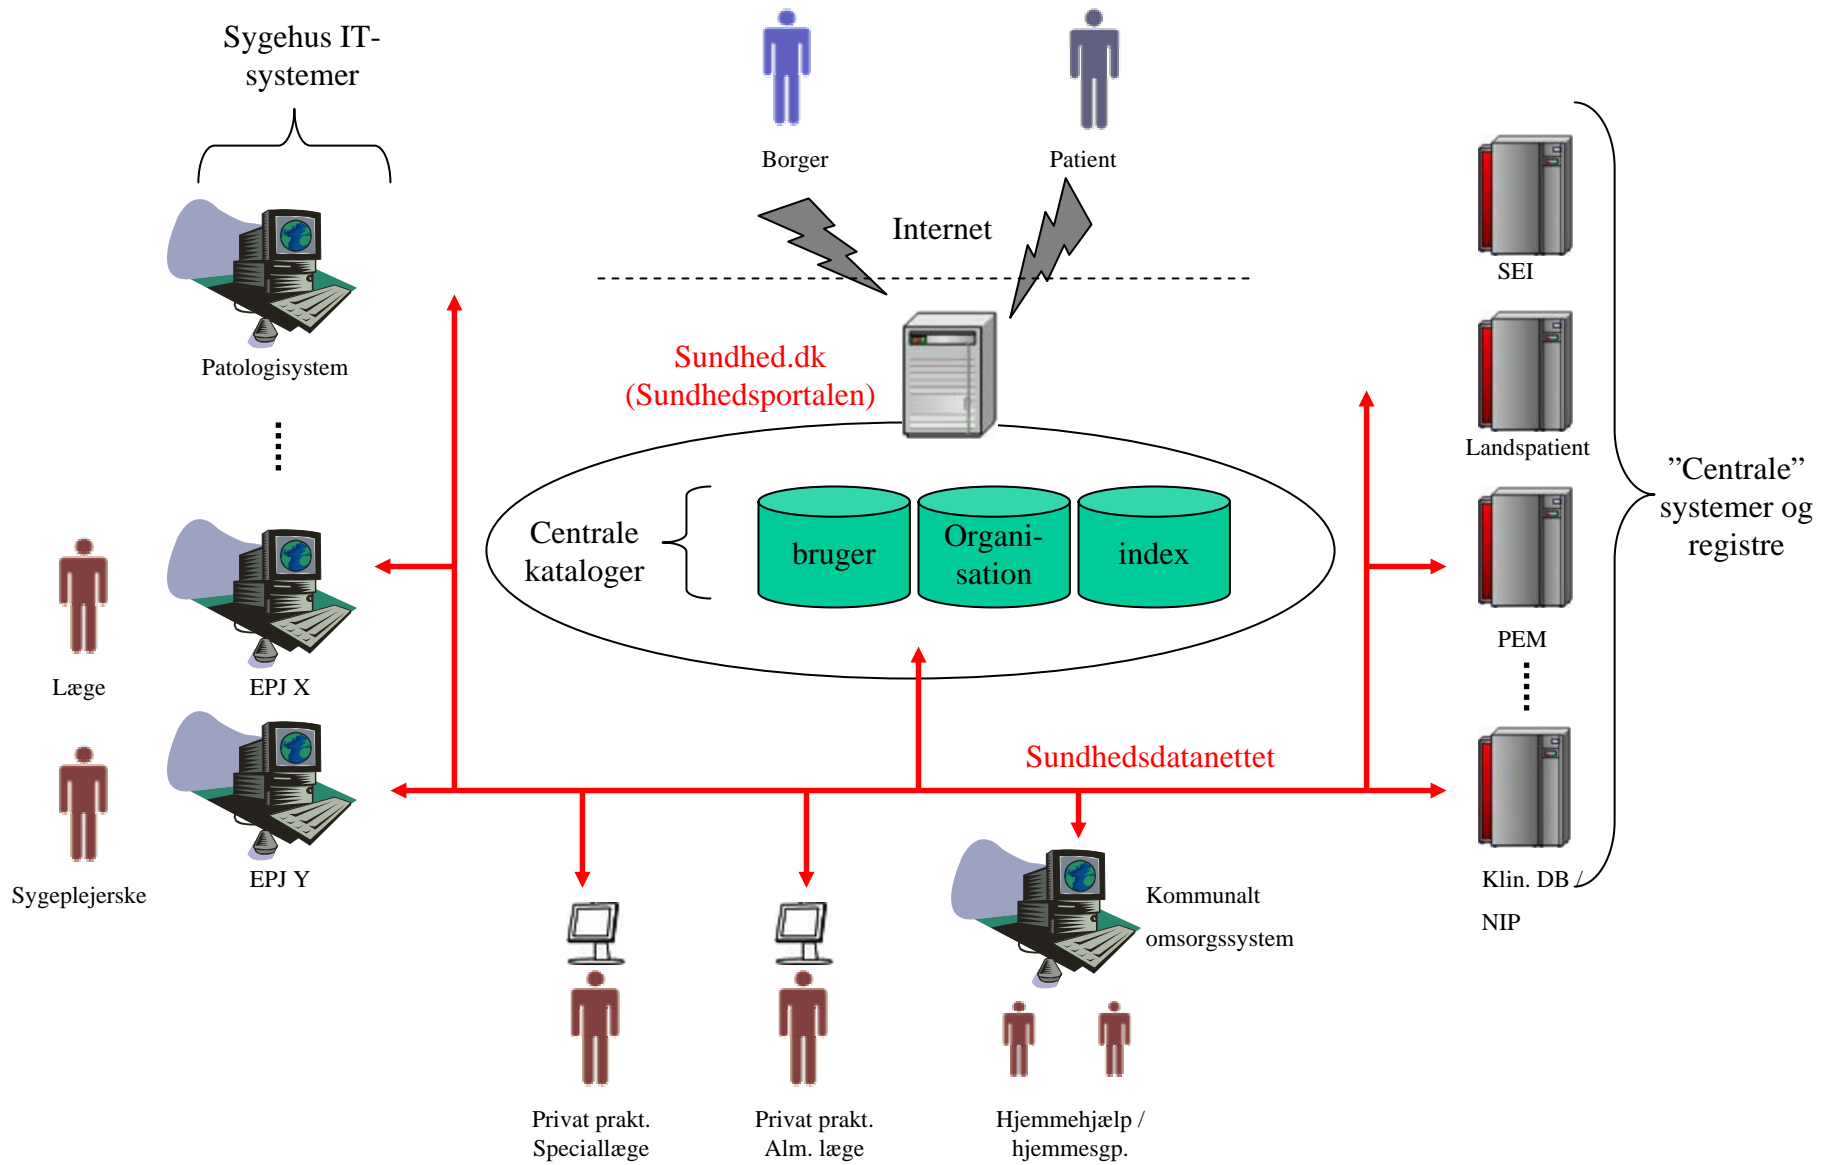 Sygehus IT-
systemer
Borger
Patient
Internet
SEI
Patologisystem
Sundhed.dk
(Sundhedsportalen)
Landspatient
”Centrale”
systemer og
registre
Centrale
kataloger
bruger
Organi-
sation
index
PEM
Læge
EPJ X
Sundhedsdatanettet
Sygeplejerske
EPJ Y
Kommunalt
omsorgssystem
Klin. DB /
NIP
Privat prakt.
Speciallæge
Privat prakt.
Alm. læge
Hjemmehjælp /
hjemmesgp.